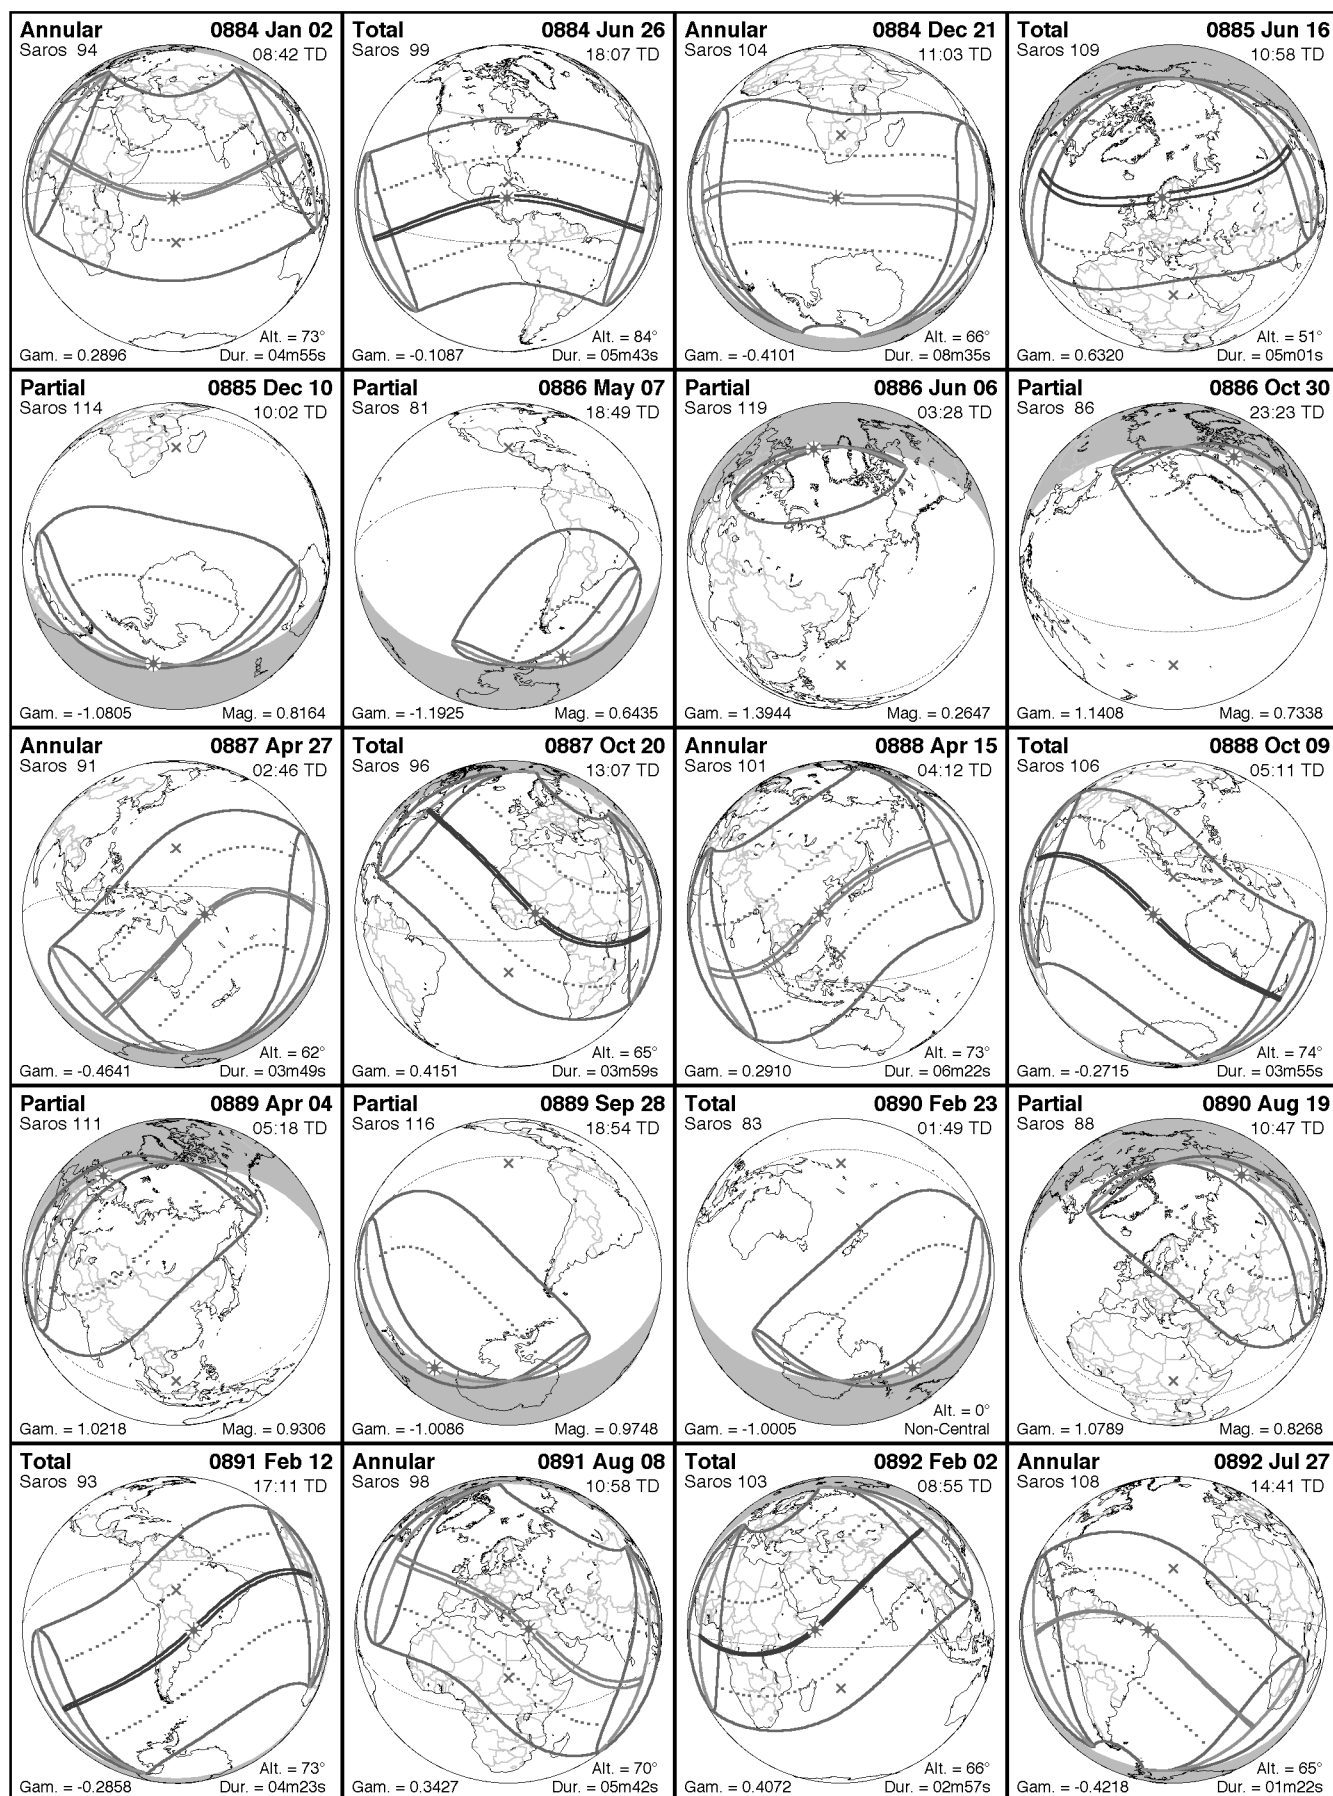 Annular 0884 Jan 02
Saros 94 08:42 TD
Alt. = 73°
Gam. = 0.2896 Dur. = 04m55s
Total 0884 Jun 26
Saros 99 18:07 TD
Alt. = 84°
Gam. = -0.1087 Dur. = 05m43s
Annular 0884 Dec 21
Saros 104 11:03 TD
Alt. = 66°
Gam. = -0.4101 Dur. = 08m35s
Total 0885 Jun 16
Saros 109 10:58 TD
Alt. = 51°
Gam. = 0.6320 Dur. = 05m01s
Partial 0885 Dec 10
Saros 114 10:02 TD
Gam. = -1.0805 Mag. = 0.8164
Partial 0886 May 07
Saros 81 18:49 TD
Gam. = -1.1925 Mag. = 0.6435
Partial 0886 Jun 06
Saros 119 03:28 TD
Gam. = 1.3944 Mag. = 0.2647
Partial 0886 Oct 30
Saros 86 23:23 TD
Gam. = 1.1408 Mag. = 0.7338
Annular 0887 Apr 27
Saros 91 02:46 TD
Alt. = 62°
Gam. = -0.4641 Dur. = 03m49s
Total 0887 Oct 20
Saros 96 13:07 TD
Alt. = 65°
Gam. = 0.4151 Dur. = 03m59s
Annular 0888 Apr 15
Saros 101 04:12 TD
Alt. = 73°
Gam. = 0.2910 Dur. = 06m22s
Total 0888 Oct 09
Saros 106 05:11 TD
Alt. = 74°
Gam. = -0.2715 Dur. = 03m55s
Partial 0889 Apr 04
Saros 111 05:18 TD
Gam. = 1.0218 Mag. = 0.9306
Partial 0889 Sep 28
Saros 116 18:54 TD
Gam. = -1.0086 Mag. = 0.9748
Total 0890 Feb 23
Saros 83 01:49 TD
Alt. = 0°
Gam. = -1.0005 Non-Central
Partial 0890 Aug 19
Saros 88 10:47 TD
Gam. = 1.0789 Mag. = 0.8268
Total 0891 Feb 12
Saros 93 17:11 TD
Alt. = 73°
Gam. = -0.2858 Dur. = 04m23s
Annular 0891 Aug 08
Saros 98 10:58 TD
Alt. = 70°
Gam. = 0.3427 Dur. = 05m42s
Total 0892 Feb 02
Saros 103 08:55 TD
Alt. = 66°
Gam. = 0.4072 Dur. = 02m57s
Annular 0892 Jul 27
Saros 108 14:41 TD
Alt. = 65°
Gam. = -0.4218 Dur. = 01m22s